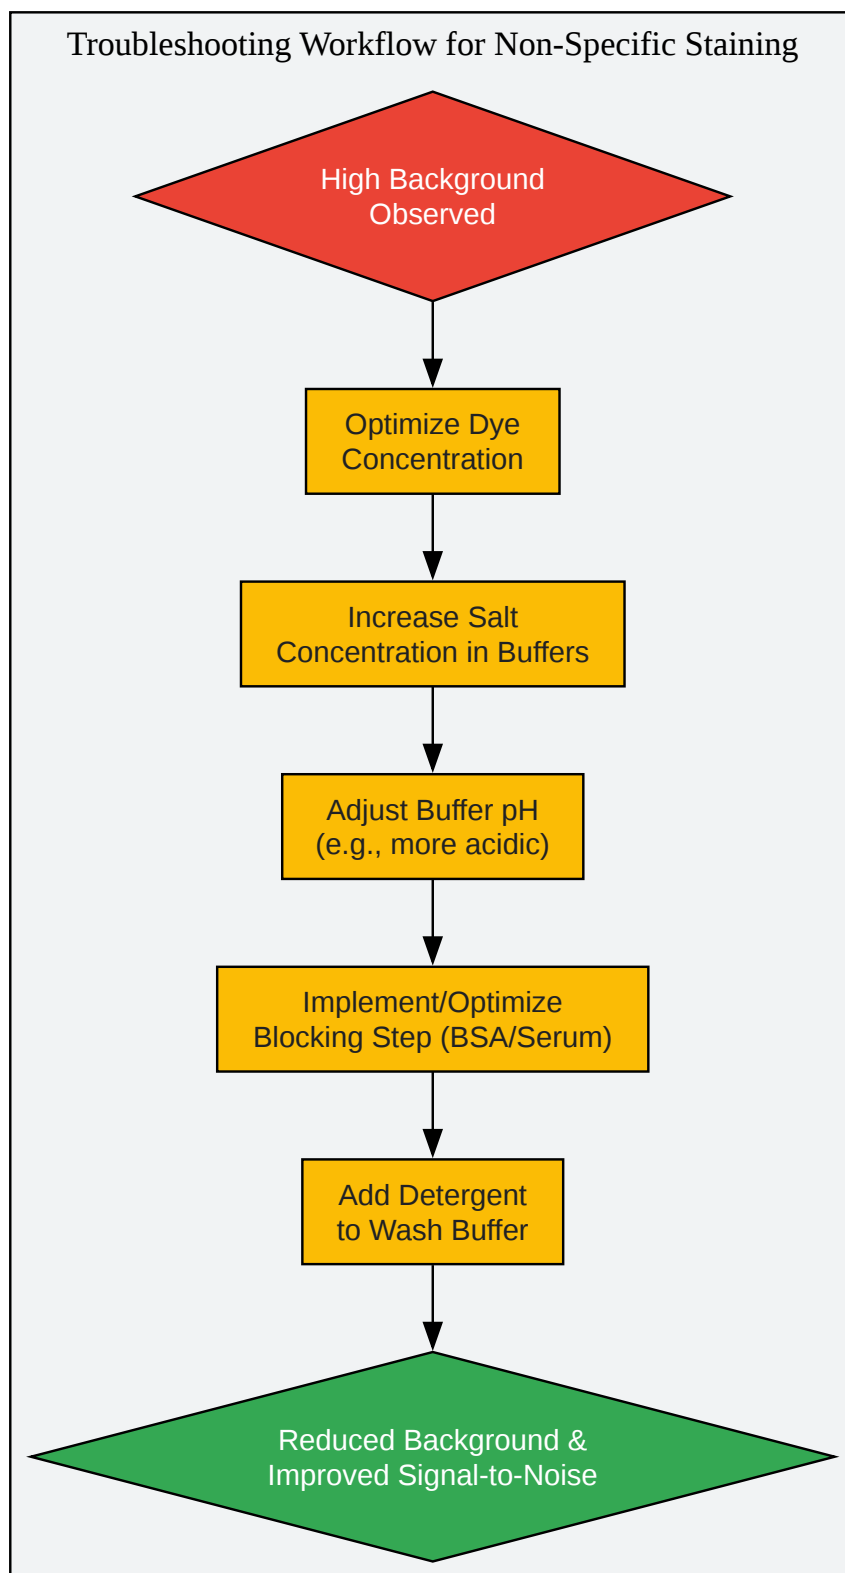 Troubleshooting Workflow for Non-Specific Staining
High Background
Observed
Optimize Dye
Concentration
Increase Salt
Concentration in Buffers
Adjust Buffer pH
(e.g., more acidic)
Implement/Optimize
Blocking Step (BSA/Serum)
Add Detergent
to Wash Buffer
Reduced Background &
Improved Signal-to-Noise